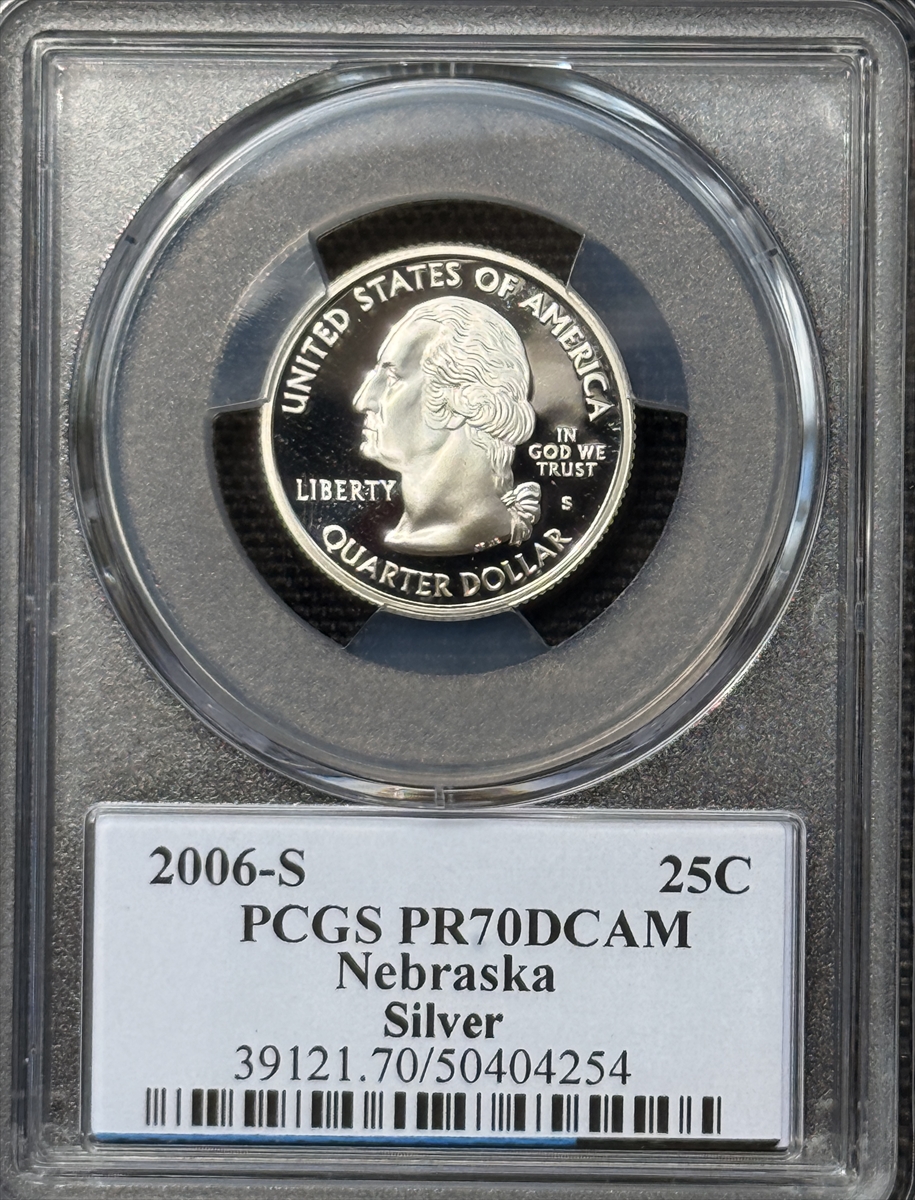 UNITED STATES OF AMERICA
IN
GOD WE
TRUST
LIBERTY
S
QUARTER DOLLAR
2006-S 25C
PCGS PR70DCAM
Nebraska
Silver
39121.70/50404254